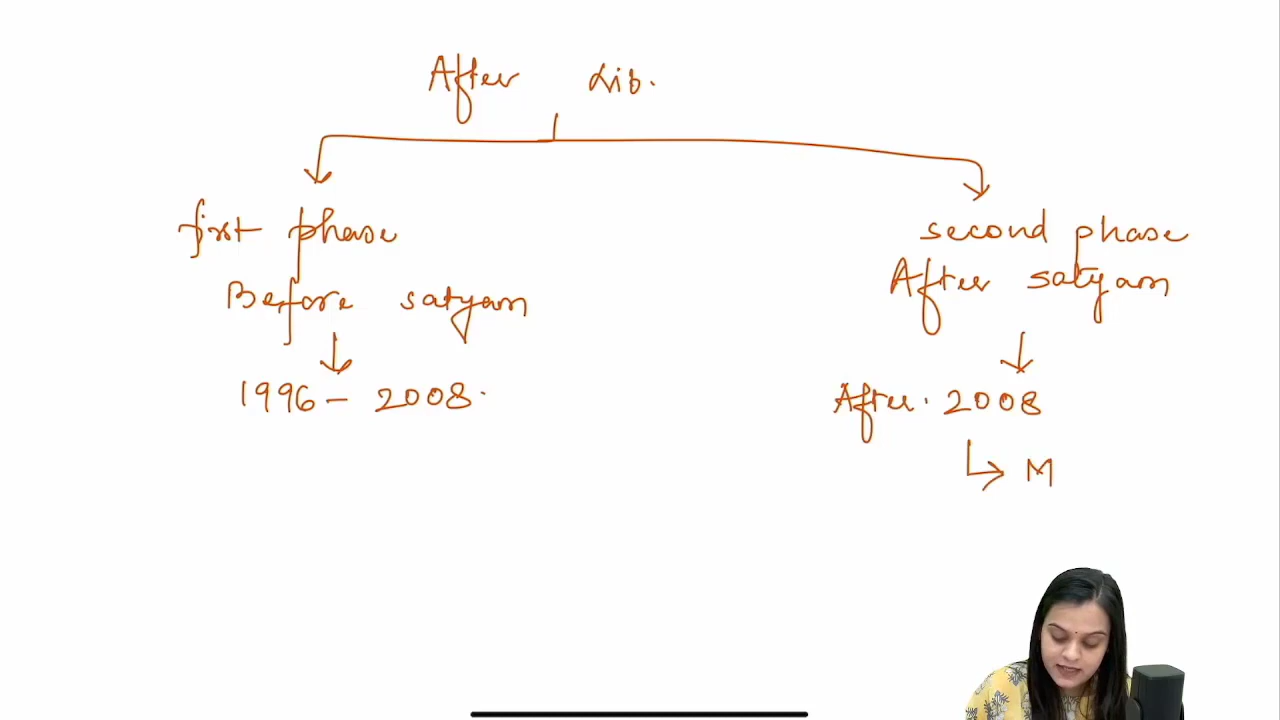 After Lib.
first phase
Before satyam
1996 - 2008.
second phase
After satyam
After. 2008
M